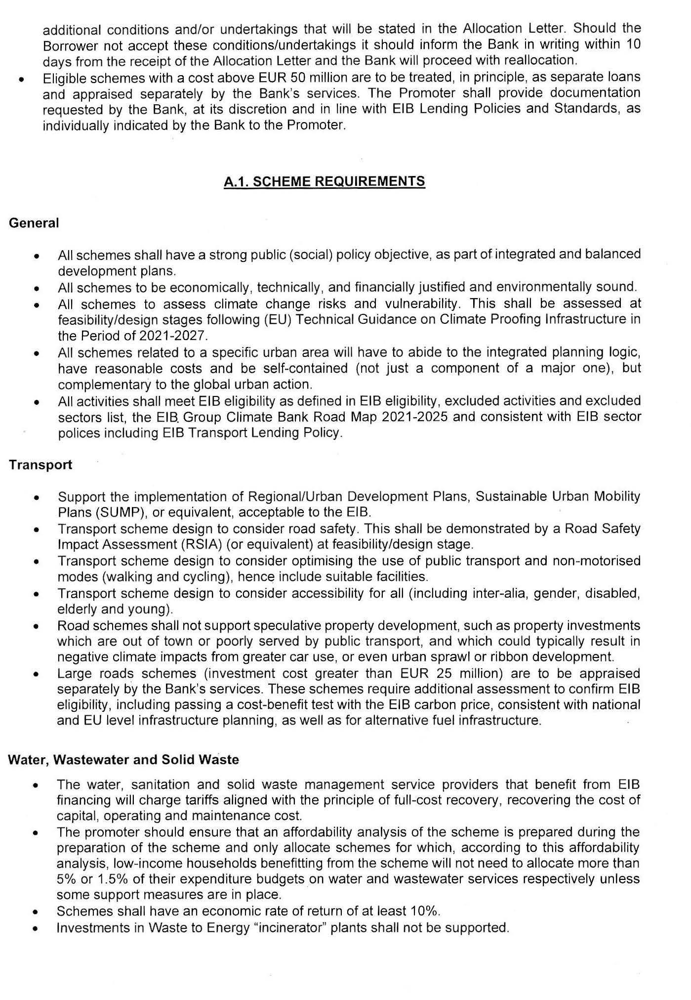 additional conditions and/or undertakings that will be stated in the Allocation Letter. Should the
Borrower not accept these conditions/undertakings it should inform the Bank in writing within 10
days from the receipt of the Allocation Letter and the Bank will proceed with reallocation.
• Eligible schemes with a cost above EUR 50 million are to be treated, in principle, as separate loans
and appraised separately by the Bank's services. The Promoter shall provide documentation
requested by the Bank, at its discretion and in line with EIB Lending Policies and Standards, as
individually indicated by the Bank to the Promoter.
A.1. SCHEME REQUIREMENTS
General
• All schemes shall have a strong public (social) policy objective, as part of integrated and balanced
development plans.
• All schemes to be economically, technically, and financially justified and environmentally sound.
• All schemes to assess climate change risks and vulnerability. This shall be assessed at
feasibility/design stages following (EU) Technical Guidance on Climate Proofing Infrastructure in
the Period of 2021-2027.
• All schemes related to a specific urban area will have to abide to the integrated planning logic,
have reasonable costs and be self-contained (not just a component of a major one), but
complementary to the global urban action.
• All activities shall meet EIB eligibility as defined in EIB eligibility, excluded activities and excluded
sectors list, the EIB Group Climate Bank Road Map 2021-2025 and consistent with EIB sector
polices including EIB Transport Lending Policy.
Transport
• Support the implementation of Regional/Urban Development Plans, Sustainable Urban Mobility
Plans (SUMP), or equivalent, acceptable to the EIB.
• Transport scheme design to consider road safety. This shall be demonstrated by a Road Safety
Impact Assessment (RSIA) (or equivalent) at feasibility/design stage.
• Transport scheme design to consider optimising the use of public transport and non-motorised
modes (walking and cycling), hence include suitable facilities.
• Transport scheme design to consider accessibility for all (including inter-alia, gender, disabled,
elderly and young).
• Road schemes shall not support speculative property development, such as property investments
which are out of town or poorly served by public transport, and which could typically result in
negative climate impacts from greater car use, or even urban sprawl or ribbon development.
• Large roads schemes (investment cost greater than EUR 25 million) are to be appraised
separately by the Bank's services. These schemes require additional assessment to confirm EIB
eligibility, including passing a cost-benefit test with the EIB carbon price, consistent with national
and EU level infrastructure planning, as well as for alternative fuel infrastructure.
Water, Wastewater and Solid Waste
• The water, sanitation and solid waste management service providers that benefit from EIB
financing will charge tariffs aligned with the principle of full-cost recovery, recovering the cost of
capital, operating and maintenance cost.
• The promoter should ensure that an affordability analysis of the scheme is prepared during the
preparation of the scheme and only allocate schemes for which, according to this affordability
analysis, low-income households benefitting from the scheme will not need to allocate more than
5% or 1.5% of their expenditure budgets on water and wastewater services respectively unless
some support measures are in place.
• Schemes shall have an economic rate of return of at least 10%.
• Investments in Waste to Energy “incinerator” plants shall not be supported.